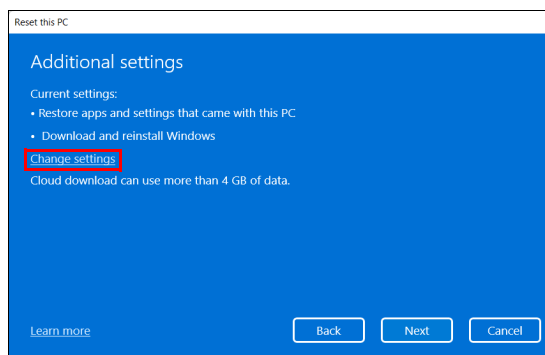 Reset this PC
Additional settings
Current settings:
• Restore apps and settings that came with this PC
• Download and reinstall Windows
Change settings
Cloud download can use more than 4 GB of data.
Learn more
Back
Next
Cancel